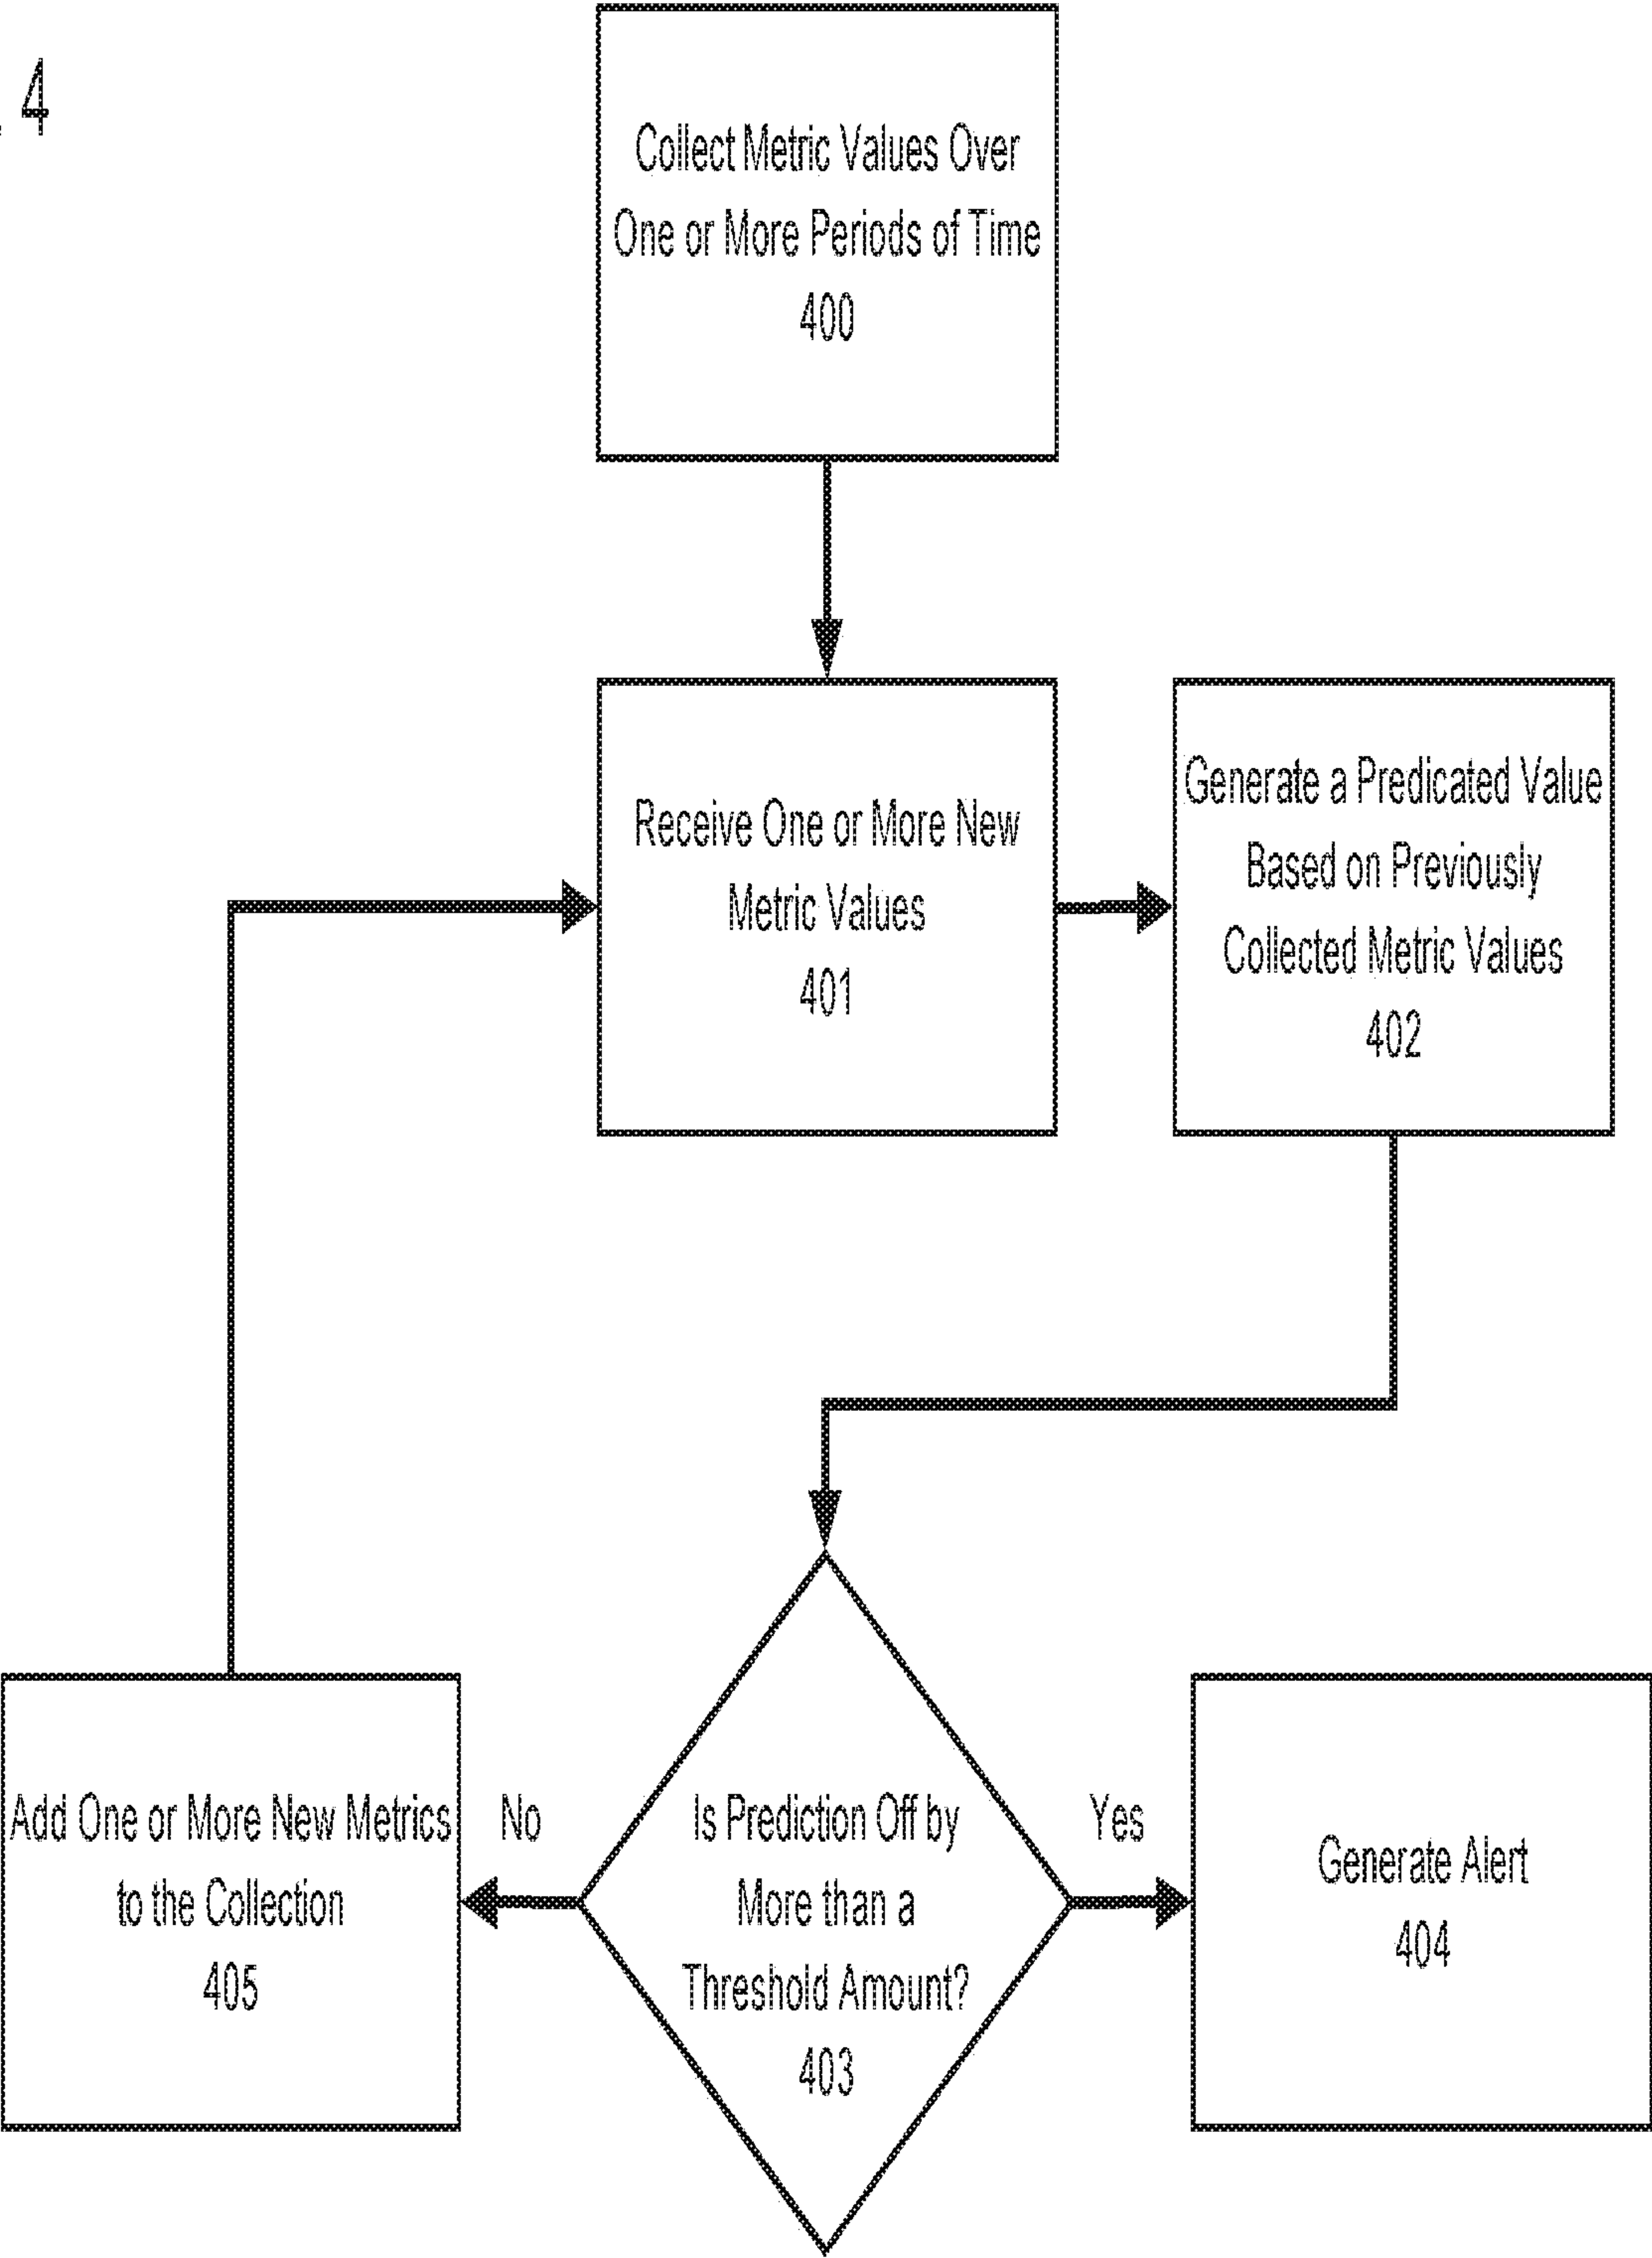 . 4
Collect Metric Values Over
One or More Periods of Time
400
Receive One or More New
Metric Values
401
Generate a Predicated Value
Based on Previously
Collected Metric Values
402
Add One or More New Metrics
to the Collection
405
No
Is Prediction Off by
More than a
Threshold Amount?
403
Yes
Generate Alert
404